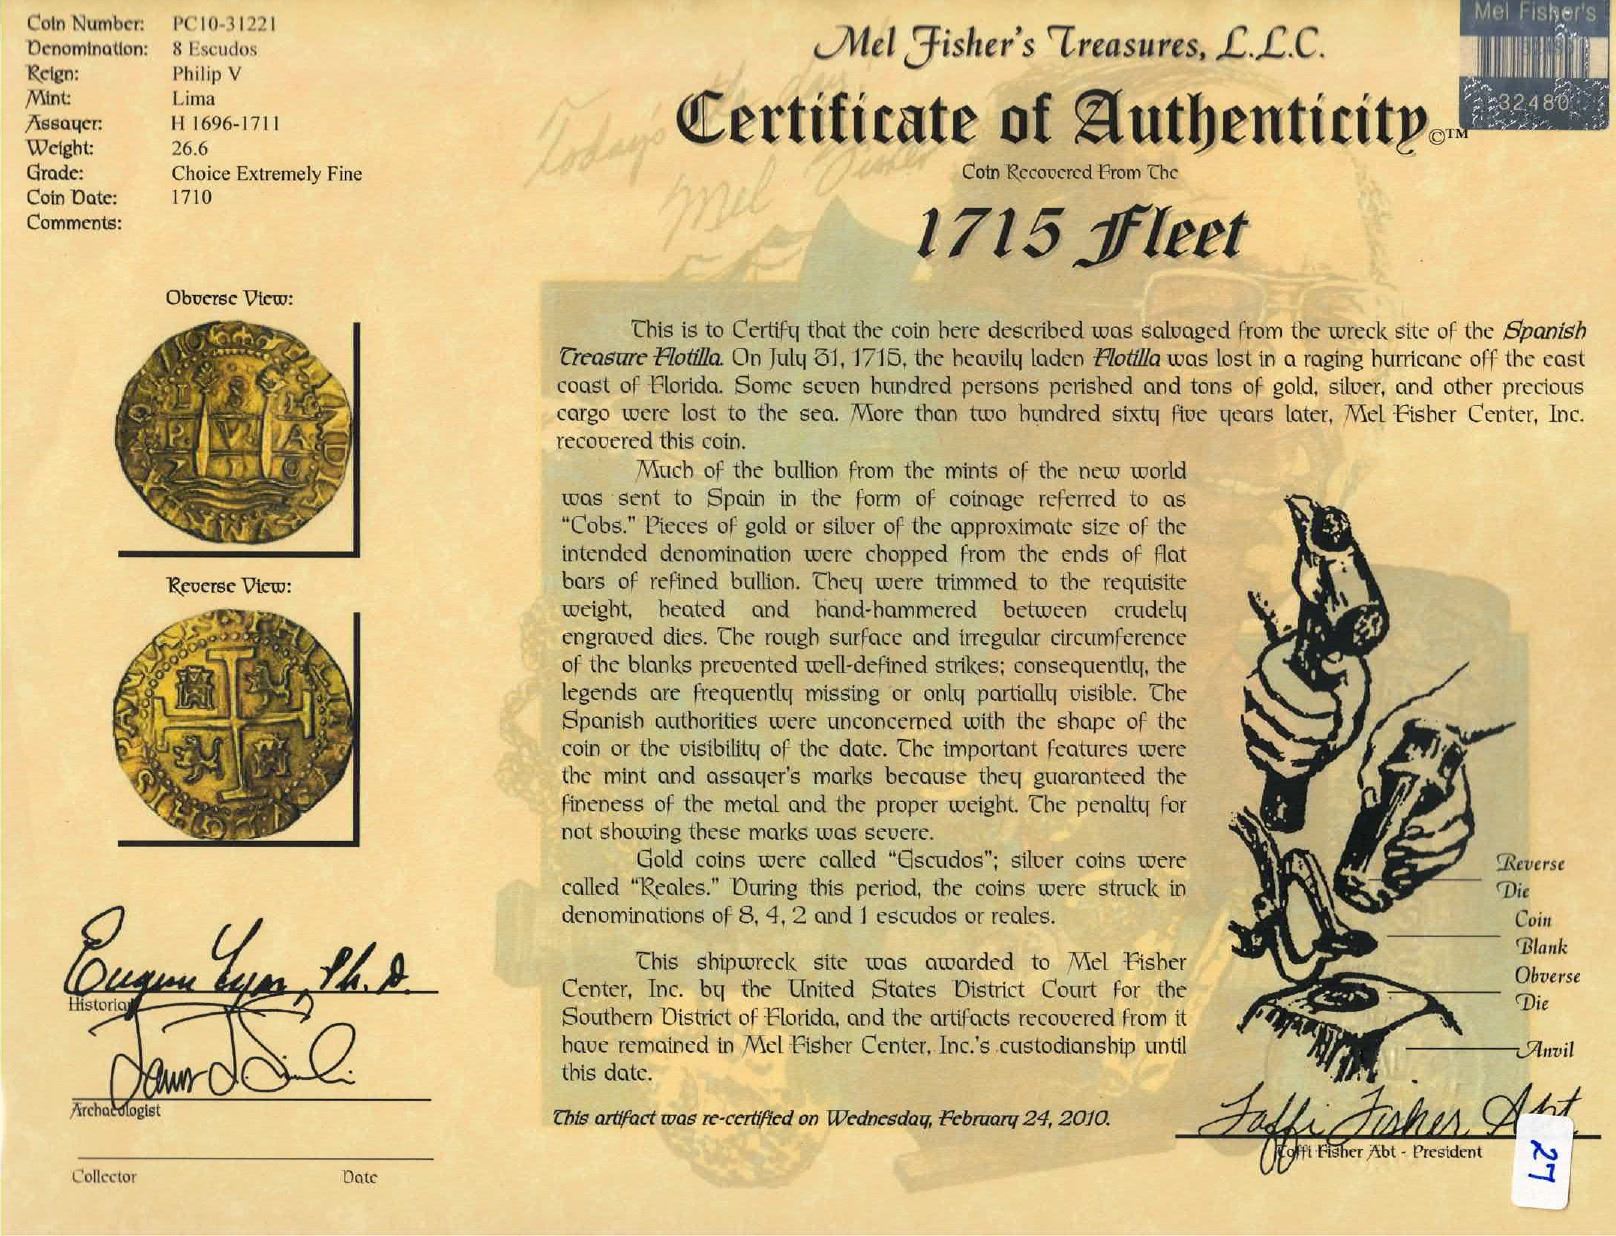 Coin Number: PC10-31221
Denomination: 8 Escudos
Reign: Philip V
Mint: Lima
Assayer: H 1696-1711
Weight: 26.6
Grade: Choice Extremely Fine
Coin Date: 1710
Comments:
Obverse View:
Reverse View:
Eugene Lyon, Ph. D.
Historian
Archaeologist
Collector Date
Mel Fisher's
32480
Mel Fisher's Treasures, L.L.C.
Today's the day!
Mel Fisher
Certificate of Authenticity©™
Coin Recovered From The
1715 Fleet
This is to Certify that the coin here described was salvaged from the wreck site of the Spanish
Treasure Flotilla. On July 31, 1715, the heavily laden Flotilla was lost in a raging hurricane off the east
coast of Florida. Some seven hundred persons perished and tons of gold, silver, and other precious
cargo were lost to the sea. More than two hundred sixty five years later, Mel Fisher Center, Inc.
recovered this coin.
Much of the bullion from the mints of the new world
was sent to Spain in the form of coinage referred to as
“Cobs.” Pieces of gold or silver of the approximate size of the
intended denomination were chopped from the ends of flat
bars of refined bullion. They were trimmed to the requisite
weight, heated and hand-hammered between crudely
engraved dies. The rough surface and irregular circumference
of the blanks prevented well-defined strikes; consequently, the
legends are frequently missing or only partially visible. The
Spanish authorities were unconcerned with the shape of the
coin or the visibility of the date. The important features were
the mint and assayer's marks because they guaranteed the
fineness of the metal and the proper weight. The penalty for
not showing these marks was severe.
Gold coins were called “Escudos”; silver coins were
called “Reales.” During this period, the coins were struck in
denominations of 8, 4, 2 and 1 escudos or reales.
This shipwreck site was awarded to Mel Fisher
Center, Inc. by the United States District Court for the
Southern District of Florida, and the artifacts recovered from it
have remained in Mel Fisher Center, Inc.'s custodianship until
this date.
This artifact was re-certified on Wednesday, February 24, 2010.
Reverse
Die
Coin
Blank
Obverse
Die
Anvil
Taffi Fisher Abt
Taffi Fisher Abt - President
27